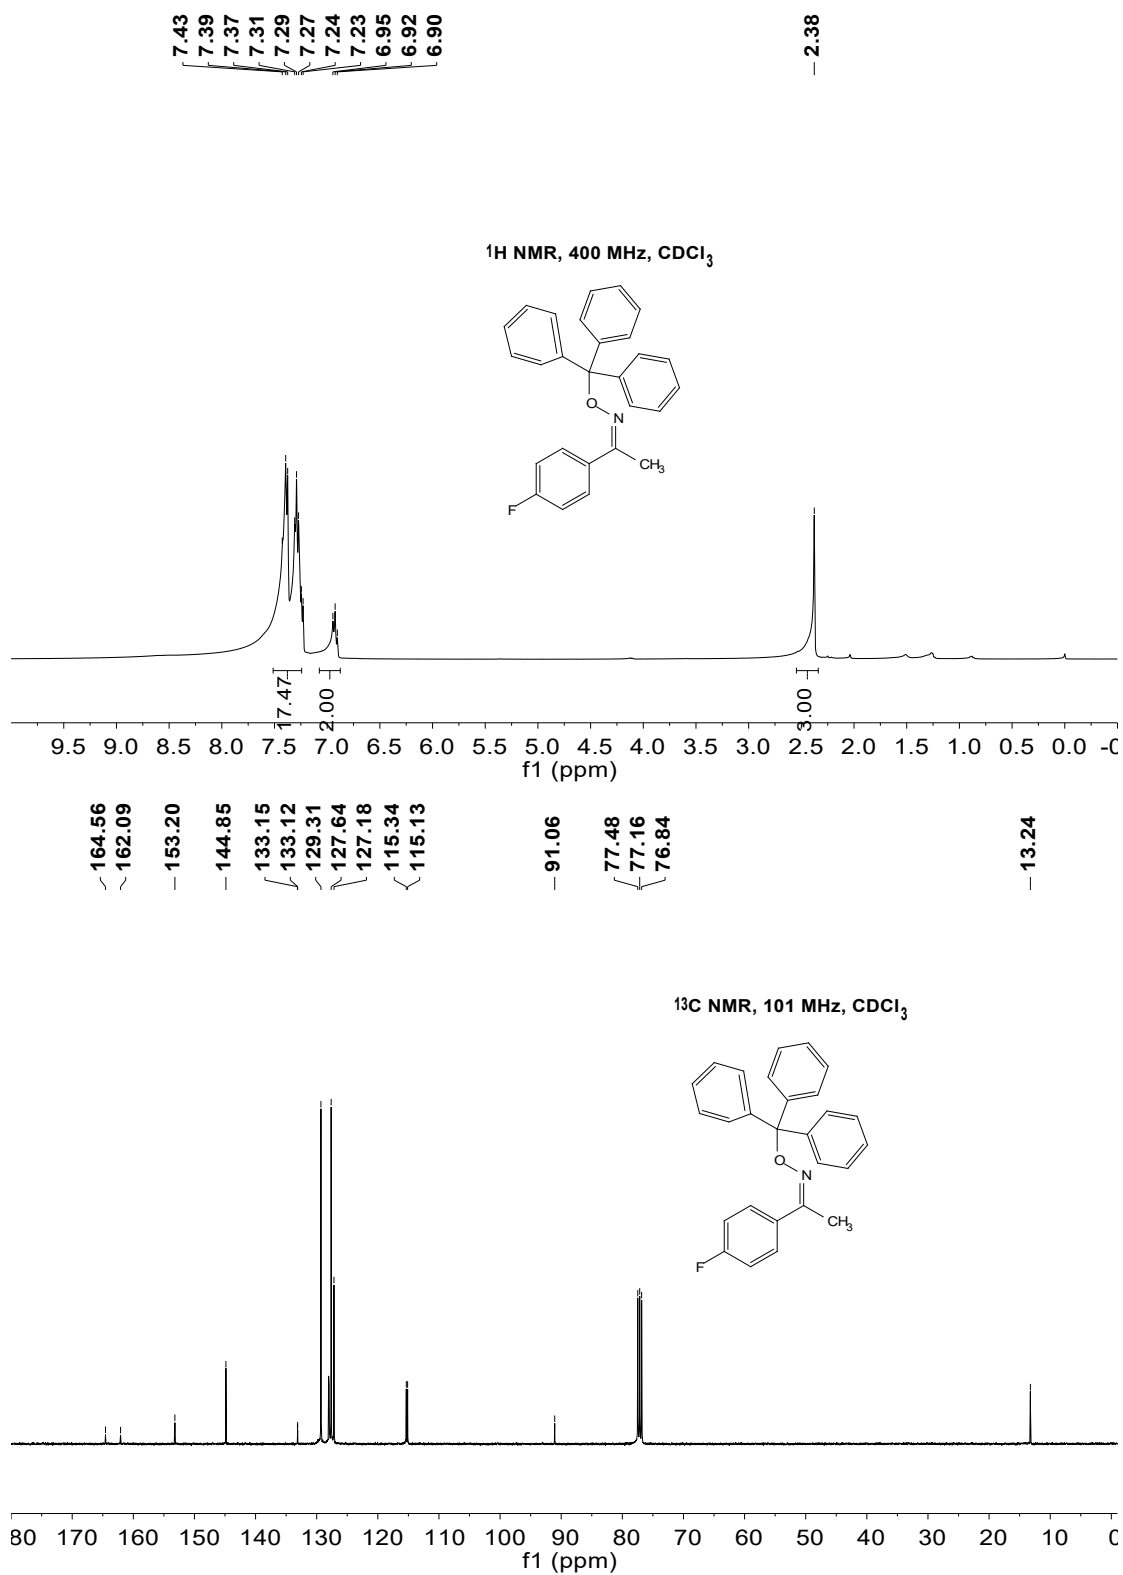 7.43
7.39
7.37
7.31
7.29
7.27
7.24
7.23
6.95
6.92
6.90
2.38
1H NMR, 400 MHz, CDCl3
O
N
CH3
F
17.47
2.00
3.00
9.5 9.0 8.5 8.0 7.5 7.0 6.5 6.0 5.5 5.0 4.5 4.0 3.5 3.0 2.5 2.0 1.5 1.0 0.5 0.0 -0
f1 (ppm)
164.56
162.09
153.20
144.85
133.15
133.12
129.31
127.64
127.18
115.34
115.13
91.06
77.48
77.16
76.84
13.24
13C NMR, 101 MHz, CDCl3
O
N
CH3
F
80 170 160 150 140 130 120 110 100 90 80 70 60 50 40 30 20 10 0
f1 (ppm)